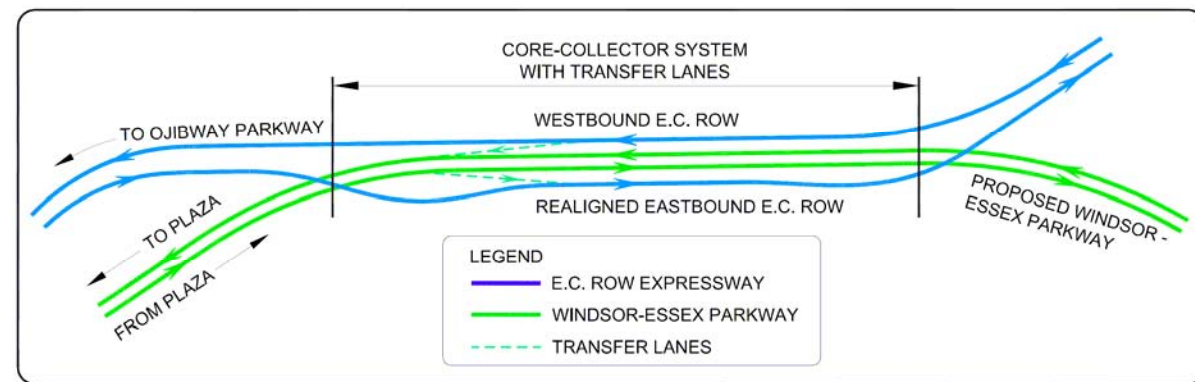 CORE-COLLECTOR SYSTEM
WITH TRANSFER LANES
TO OJIBWAY PARKWAY
WESTBOUND E.C. ROW
REALIGNED EASTBOUND E.C. ROW
PROPOSED WINDSOR -
ESSEX PARKWAY
TO PLAZA
FROM PLAZA
LEGEND
E.C. ROW EXPRESSWAY
WINDSOR-ESSEX PARKWAY
TRANSFER LANES